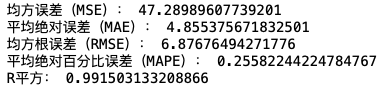 均方误差（MSE）： 47.28989607739201
平均绝对误差（MAE）： 4.855375671832501
均方根误差（RMSE）： 6.87676494271776
平均绝对百分比误差（MAPE）： 0.25582244224784767
R平方： 0.991503133208866